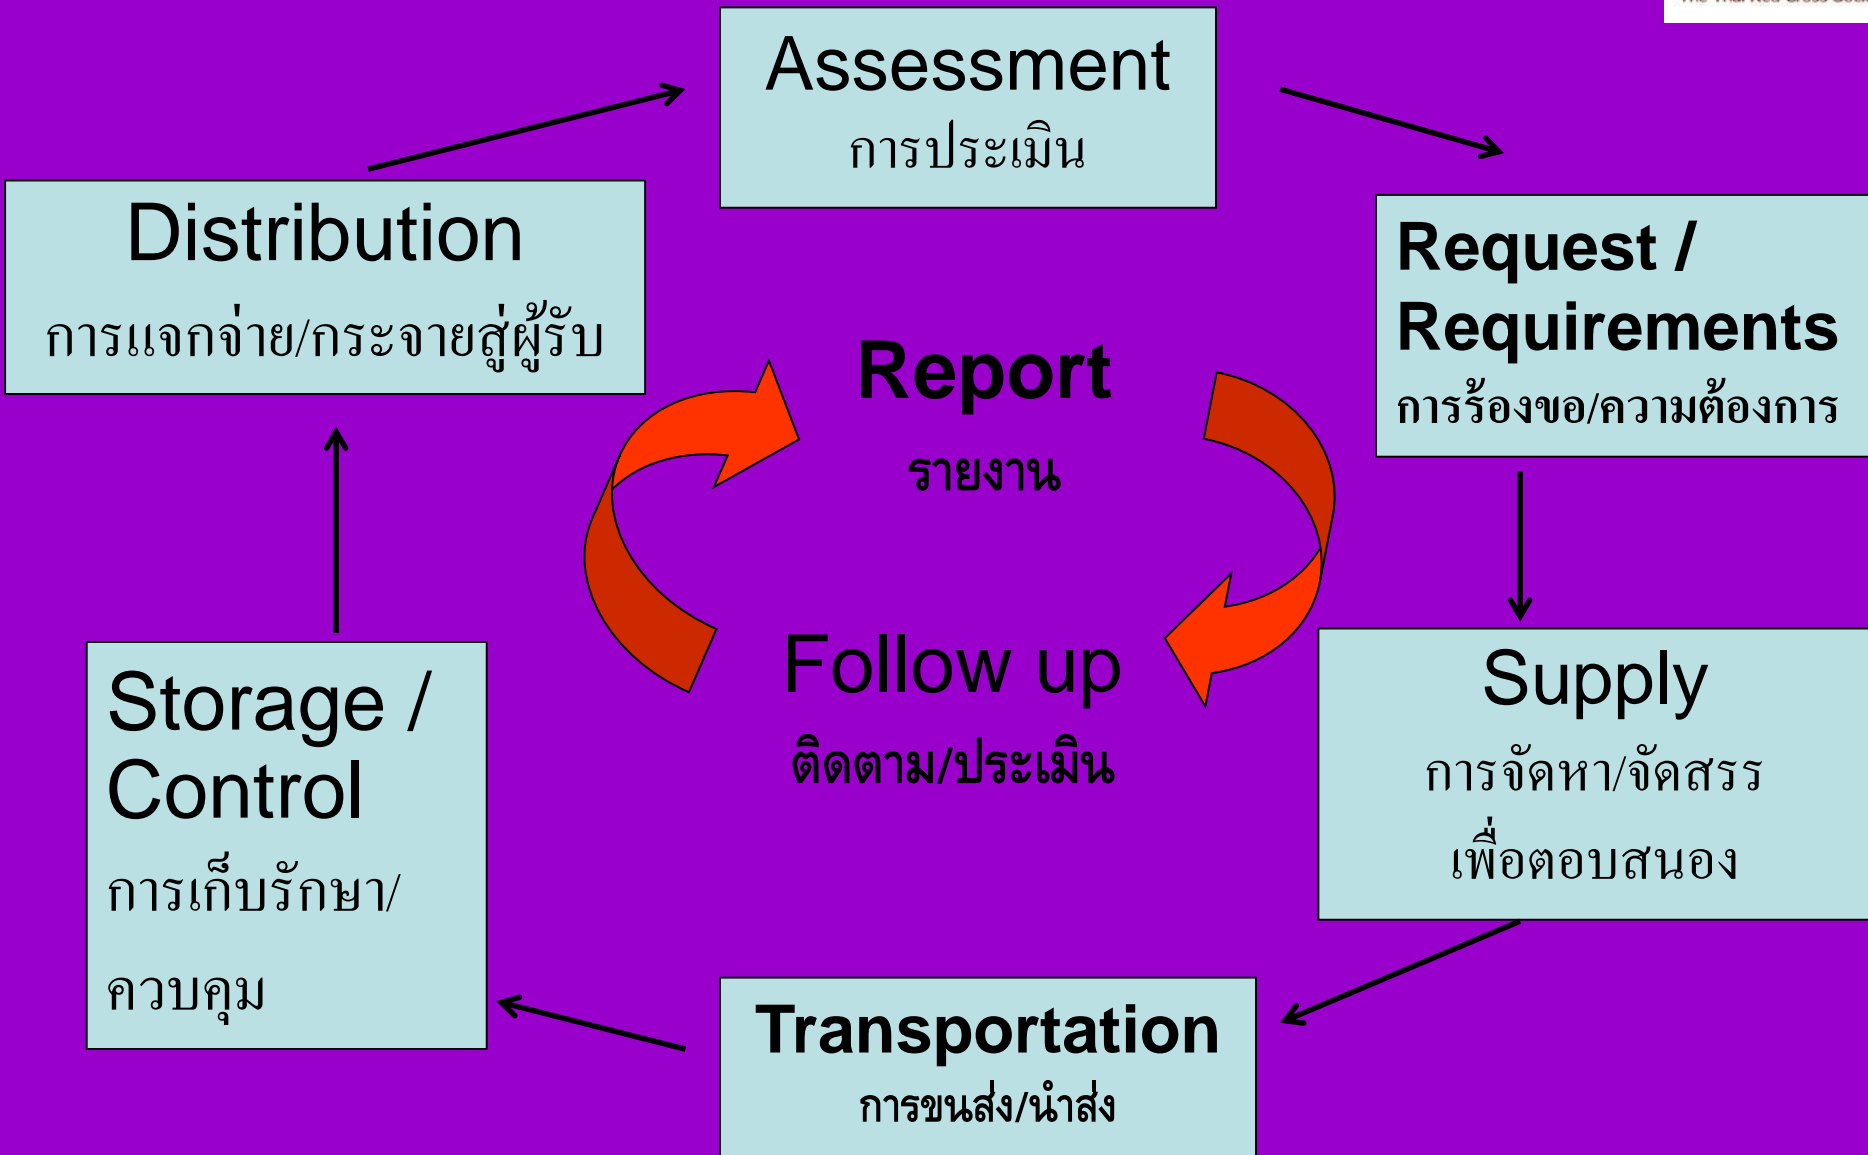 Assessment
การประเมิน
Request /
Requirements
การร้องขอ/ความต้องการ
Supply
การจัดหา/จัดสรร
เพื่อตอบสนอง
Transportation
การขนส่ง/นำส่ง
Storage /
Control
การเก็บรักษา/
ควบคุม
Distribution
การแจกจ่าย/กระจายสู่ผู้รับ
Report
รายงาน
Follow up
ติดตาม/ประเมิน